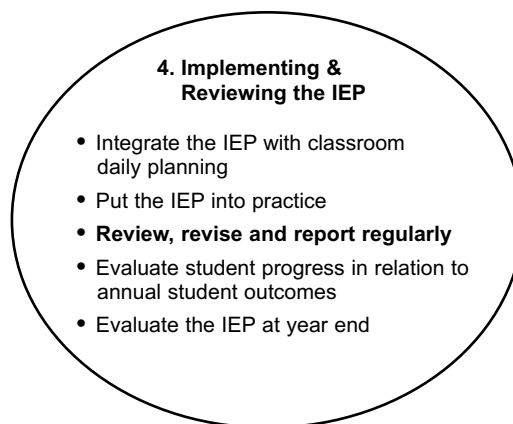 4. Implementing &
Reviewing the IEP
• Integrate the IEP with classroom
daily planning
• Put the IEP into practice
• Review, revise and report regularly
• Evaluate student progress in relation to
annual student outcomes
• Evaluate the IEP at year end